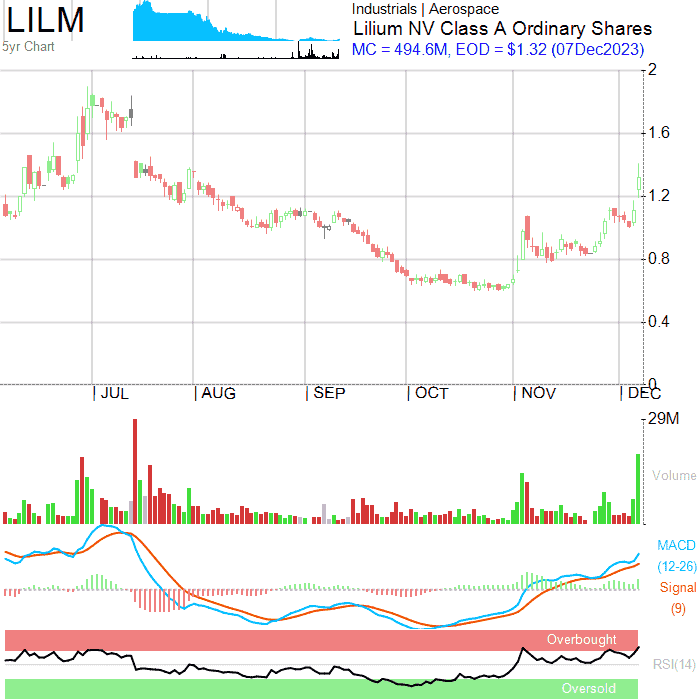 LILM
5yr Chart
Industrials | Aerospace
Lilium NV Class A Ordinary Shares
MC = 494.6M, EOD = $1.32 (07Dec2023)
2
1.6
1.2
0.8
0.4
0
JUL AUG SEP OCT NOV DEC
29M
Volume
MACD
(12-26)
Signal
(9)
Overbought
RSI(14)
Oversold